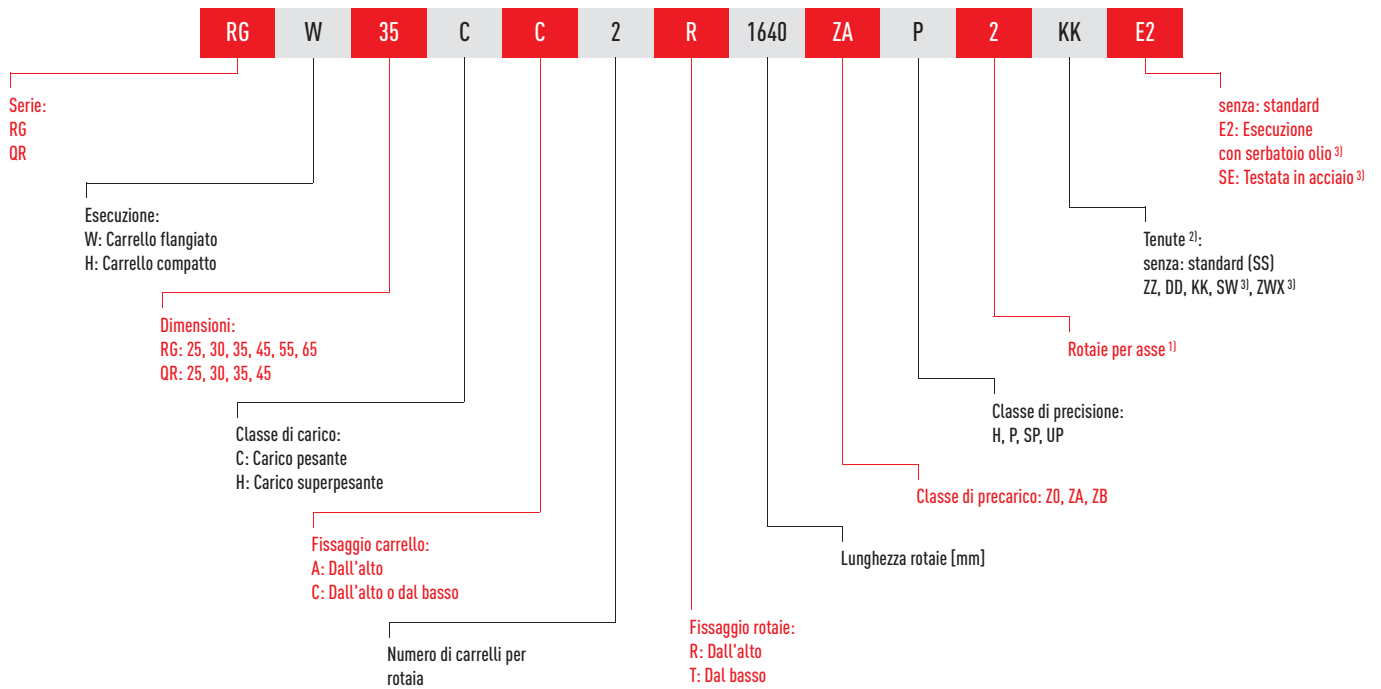 RG W 35 C C 2 R 1640 ZA P 2 KK E2
Serie:
RG
QR
senza: standard
E2: Esecuzione
con serbatoio olio 3)
SE: Testata in acciaio 3)
Esecuzione:
W: Carrello flangiato
H: Carrello compatto
Tenute 2):
senza: standard (SS)
ZZ, DD, KK, SW 3), ZWX 3)
Dimensioni:
RG: 25, 30, 35, 45, 55, 65
QR: 25, 30, 35, 45
Rotaie per asse 1)
Classe di carico:
C: Carico pesante
H: Carico superpesante
Classe di precisione:
H, P, SP, UP
Classe di precarico: Z0, ZA, ZB
Fissaggio carrello:
A: Dall'alto
C: Dall'alto o dal basso
Lunghezza rotaie [mm]
Numero di carrelli per
rotaia
Fissaggio rotaie:
R: Dall'alto
T: Dal basso